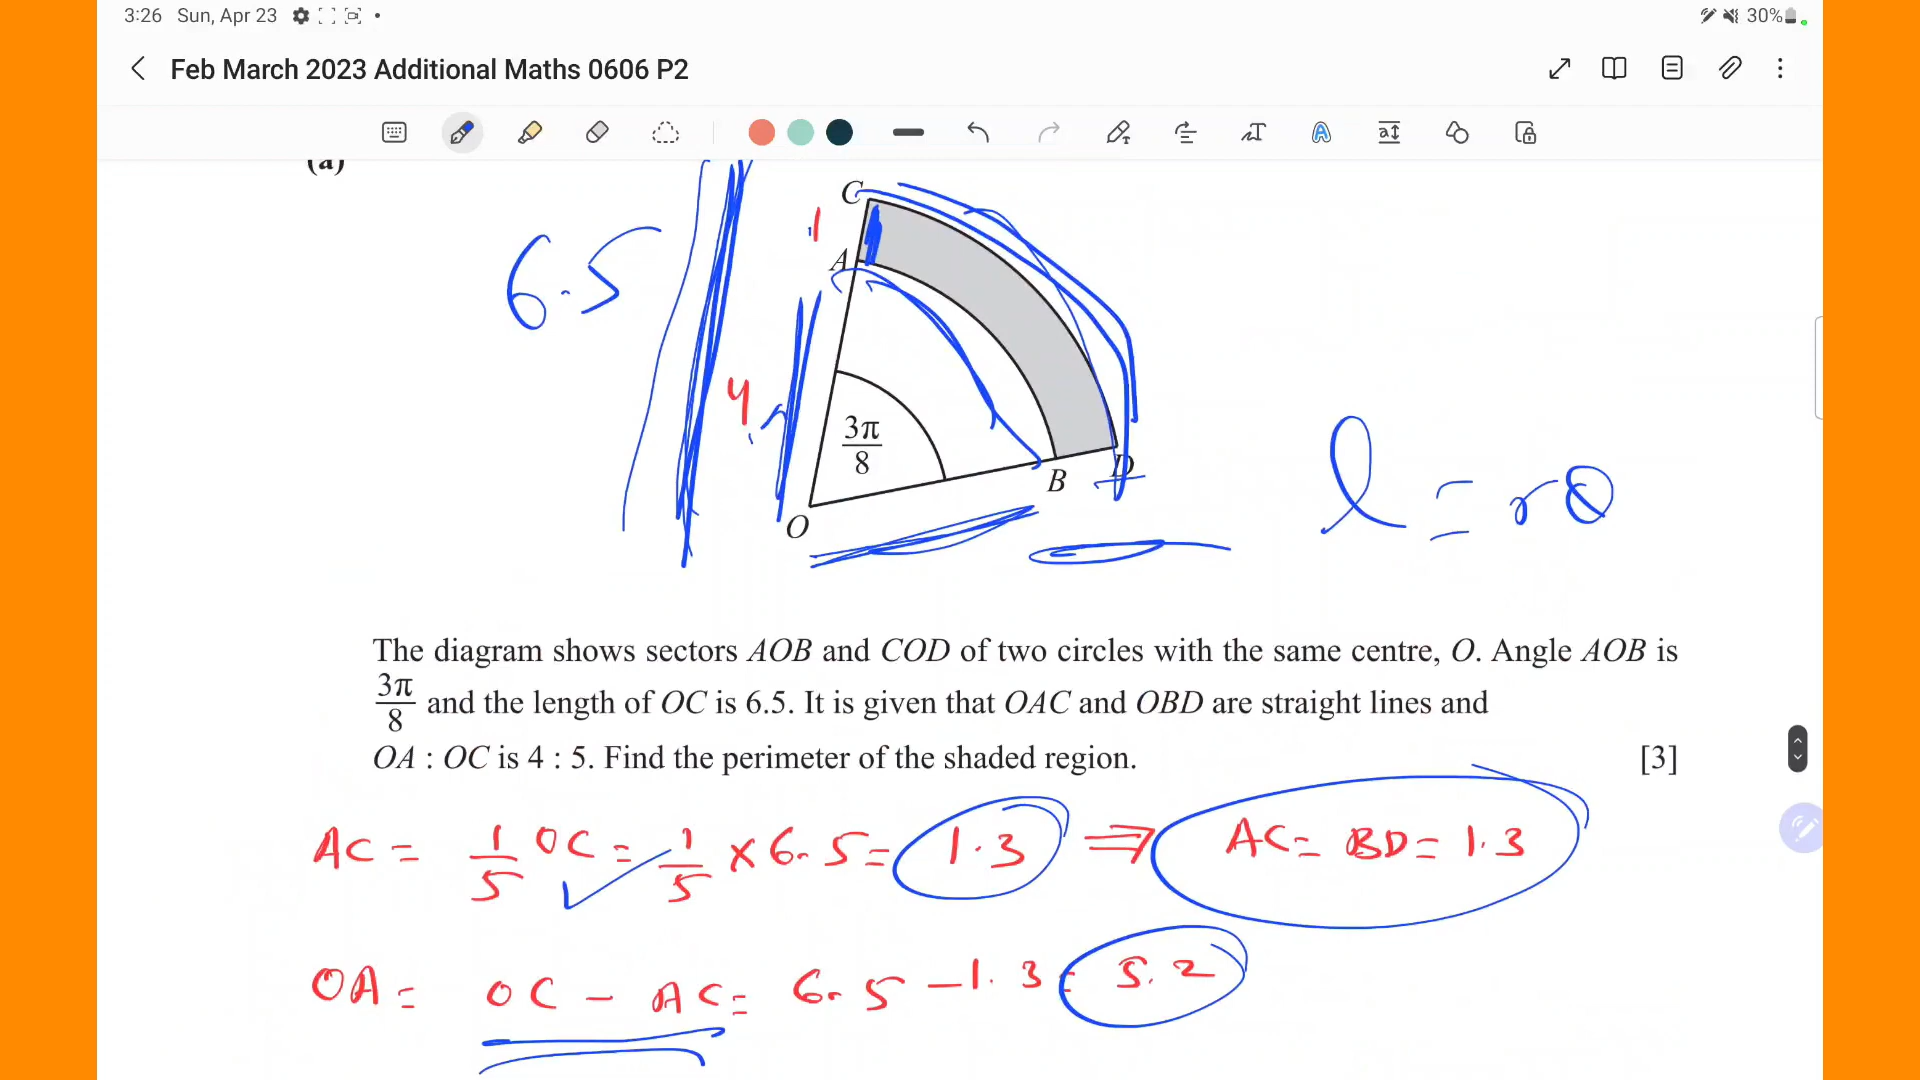 3:26 Sun, Apr 23
30%
Feb March 2023 Additional Maths 0606 P2
(a)
C
1
6.5
A
4
3π
8
B
D
O
l = rθ
The diagram shows sectors AOB and COD of two circles with the same centre, O. Angle AOB is
3π/8 and the length of OC is 6.5. It is given that OAC and OBD are straight lines and
OA : OC is 4 : 5. Find the perimeter of the shaded region. [3]
AC = 1/5 OC = 1/5 × 6.5 = 1.3 ⇒ AC = BD = 1.3
OA = OC − AC = 6.5 − 1.3 = 5.2